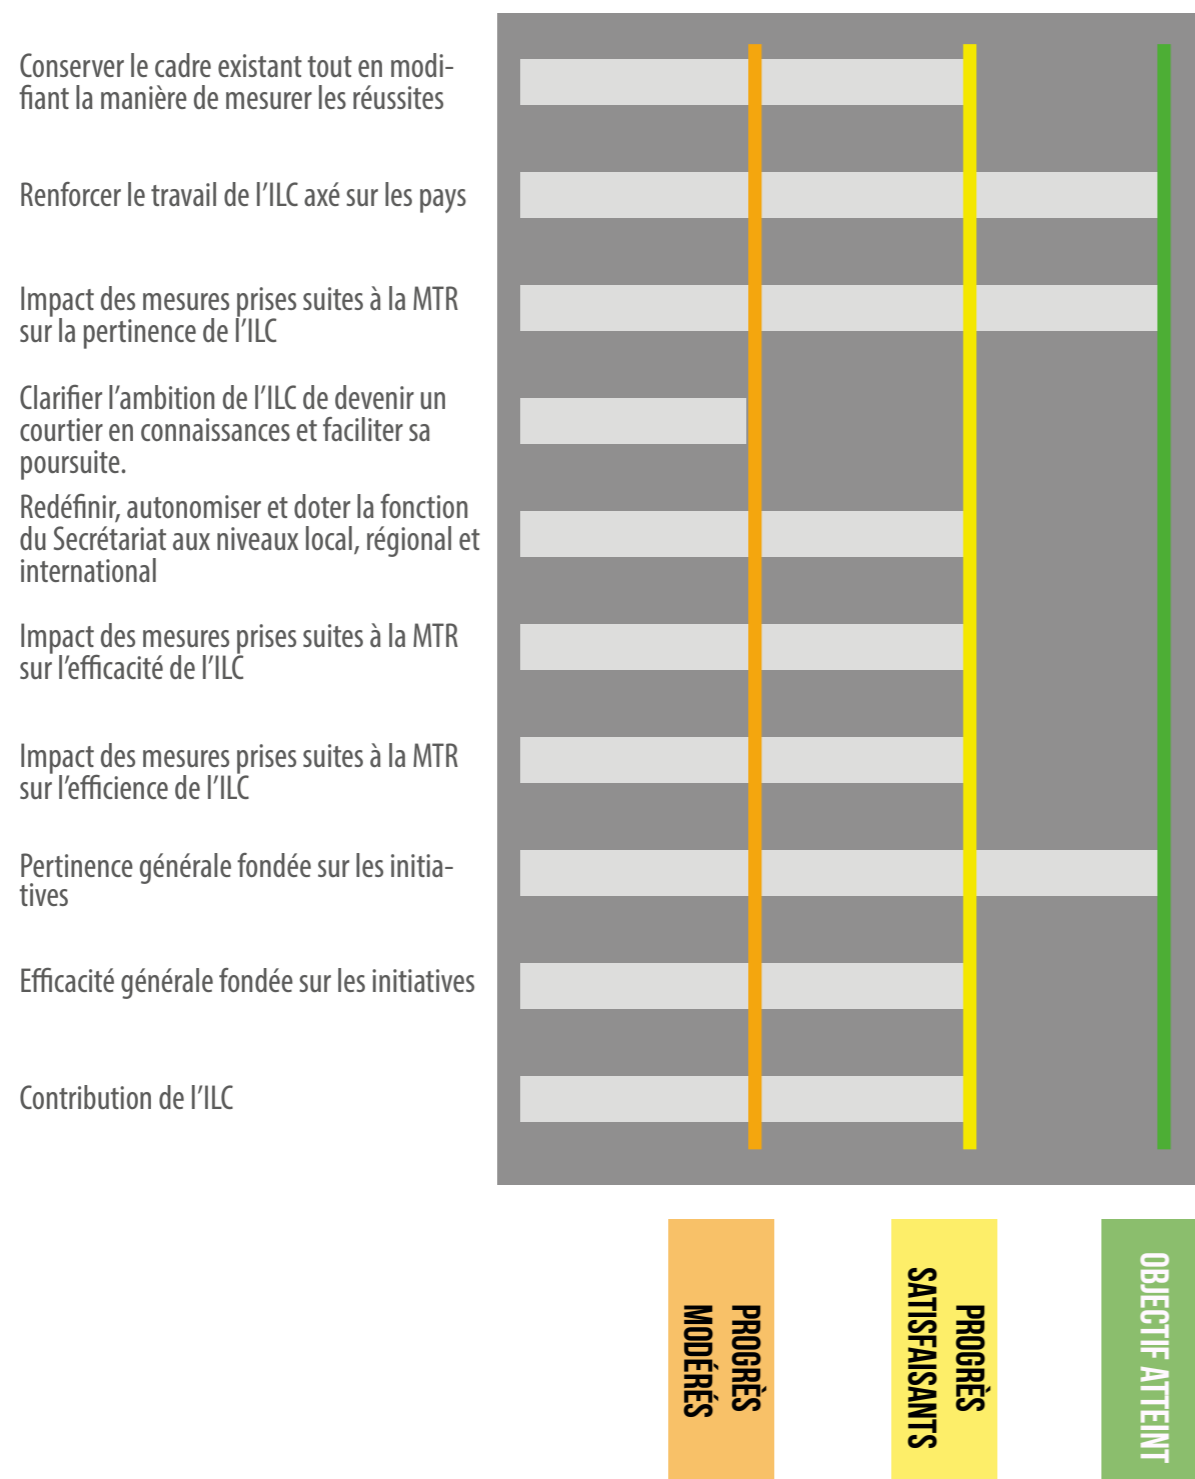 Conserver le cadre existant tout en modi-
fiant la manière de mesurer les réussites
Renforcer le travail de l’ILC axé sur les pays
Impact des mesures prises suites à la MTR
sur la pertinence de l’ILC
Clarifier l’ambition de l’ILC de devenir un
courtier en connaissances et faciliter sa
poursuite.
Redéfinir, autonomiser et doter la fonction
du Secrétariat aux niveaux local, régional et
international
Impact des mesures prises suites à la MTR
sur l’efficacité de l’ILC
Impact des mesures prises suites à la MTR
sur l’efficience de l’ILC
Pertinence générale fondée sur les initia-
tives
Efficacité générale fondée sur les initiatives
Contribution de l’ILC
PROGRÈS
MODÉRÉS
PROGRÈS
SATISFAISANTS
OBJECTIF ATTEINT